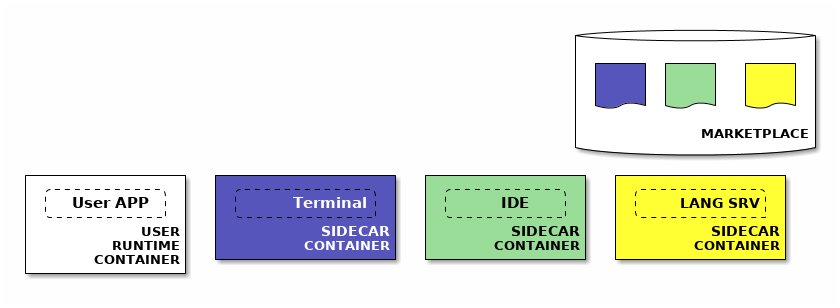 MARKETPLACE
User APP
USER
RUNTIME
CONTAINER
Terminal
SIDECAR
CONTAINER
IDE
SIDECAR
CONTAINER
LANG SRV
SIDECAR
CONTAINER